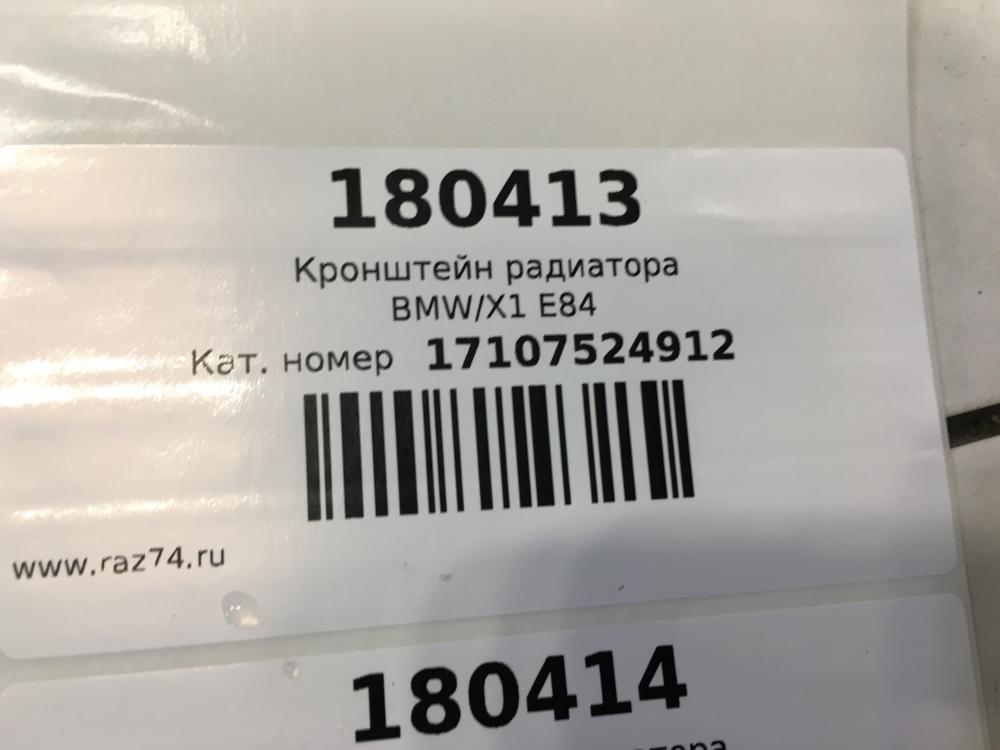 180413
Кронштейн радиатора
BMW/X1 E84
Кат. номер 17107524912
www.raz74.ru
180414